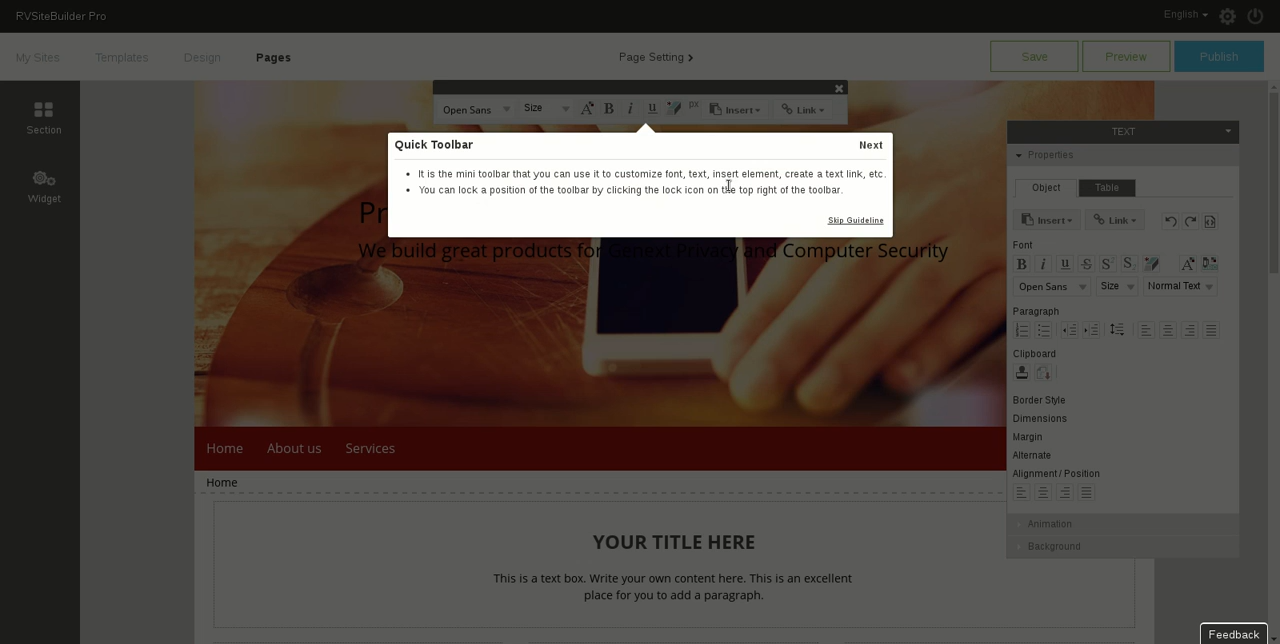 RVSiteBuilder Pro
English
My Sites
Templates
Design
Pages
Page Setting
Save
Preview
Publish
Section
Widget
Open Sans
Size
B
i
u
px
Insert
Link
Quick Toolbar
Next
It is the mini toolbar that you can use it to customize font, text, insert element, create a text link, etc.
You can lock a position of the toolbar by clicking the lock icon on the top right of the toolbar.
Skip Guideline
We build great products for Genext Privacy and Computer Security
Home
About us
Services
Home
YOUR TITLE HERE
This is a text box. Write your own content here. This is an excellent
place for you to add a paragraph.
TEXT
Properties
Object
Table
Insert
Link
Font
B
i
u
S
S
S
Open Sans
Size
Normal Text
Paragraph
Clipboard
Border Style
Dimensions
Margin
Alternate
Alignment / Position
Animation
Background
Feedback